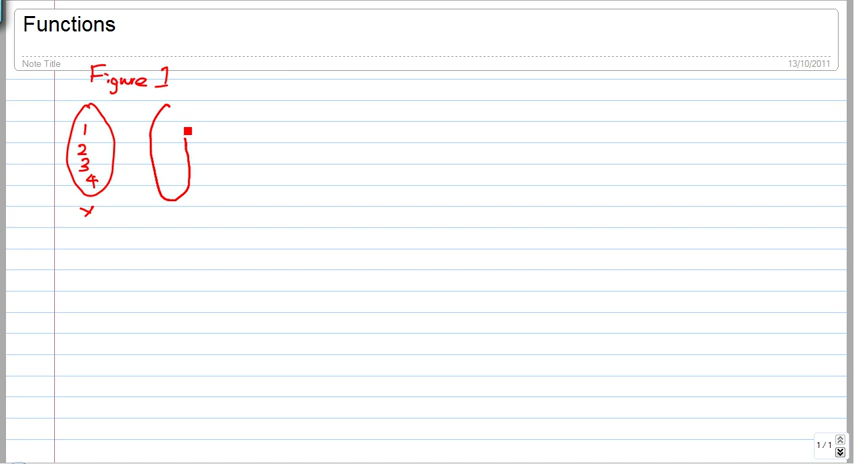 Functions
Note Title
13/10/2011
Figure 1
1
2
3
4
x
1 / 1